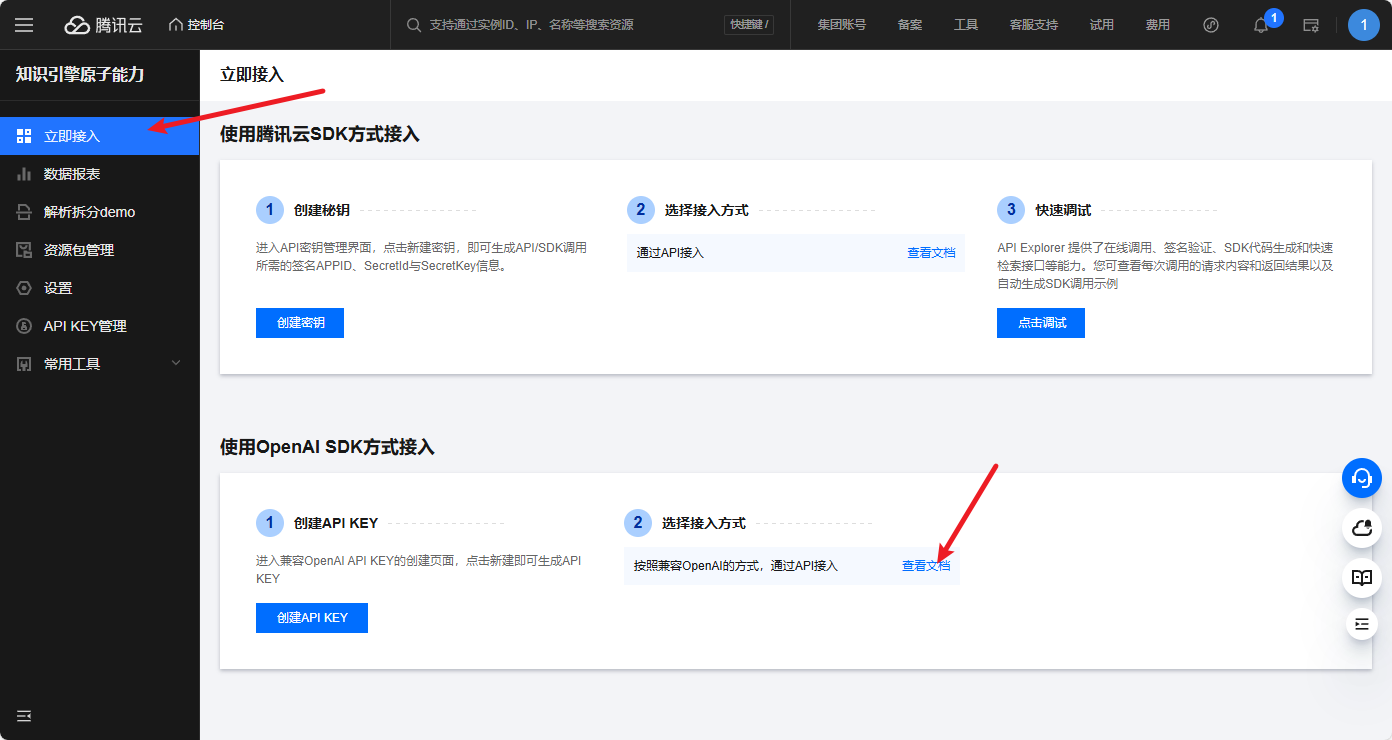 腾讯云
控制台
支持通过实例ID、IP、名称等搜索资源
快捷键 /
集团账号
备案
工具
客服支持
试用
费用
1
1
知识引擎原子能力
立即接入
数据报表
解析拆分demo
资源包管理
设置
API KEY管理
常用工具
立即接入
使用腾讯云SDK方式接入
1 创建秘钥
进入API密钥管理界面，点击新建密钥，即可生成API/SDK调用
所需的签名APPID、SecretId与SecretKey信息。
创建密钥
2 选择接入方式
通过API接入 查看文档
3 快速调试
API Explorer 提供了在线调用、签名验证、SDK代码生成和快速
检索接口等能力。您可查看每次调用的请求内容和返回结果以及
自动生成SDK调用示例
点击调试
使用OpenAI SDK方式接入
1 创建API KEY
进入兼容OpenAI API KEY的创建页面，点击新建即可生成API
KEY
创建API KEY
2 选择接入方式
按照兼容OpenAI的方式，通过API接入 查看文档